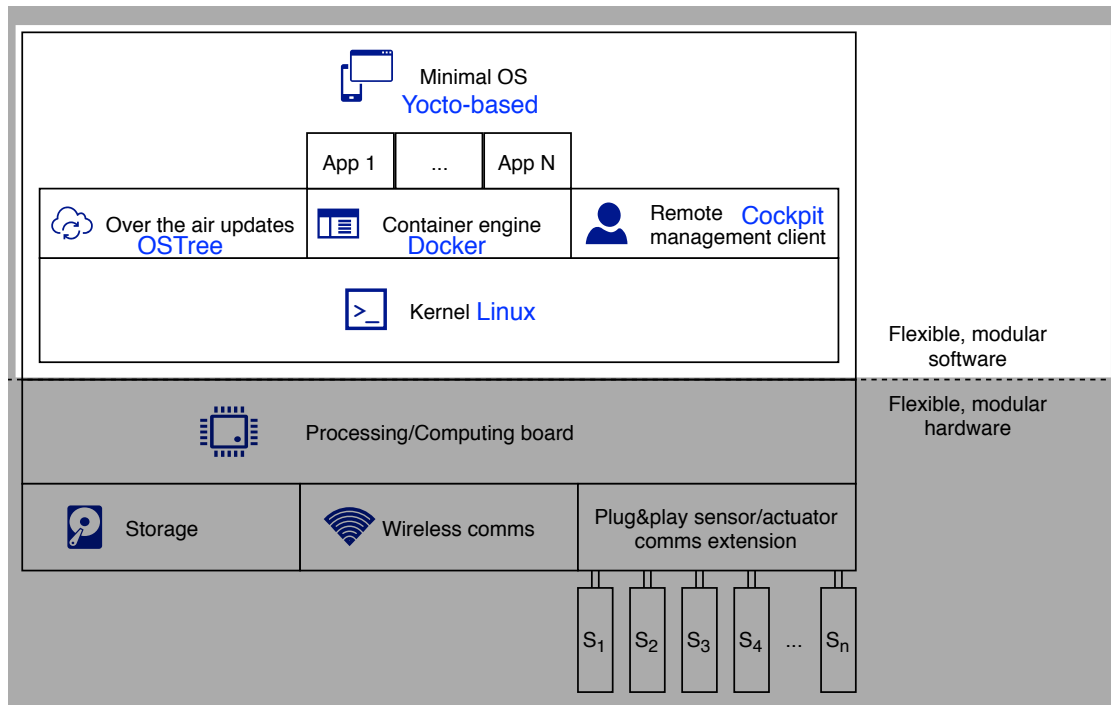 Minimal OS
Yocto-based
App 1
...
App N
Over the air updates
OSTree
Container engine
Docker
Remote Cockpit
management client
>_
Kernel Linux
Flexible, modular
software
Flexible, modular
hardware
Processing/Computing board
Storage
Wireless comms
Plug&play sensor/actuator
comms extension
S1
S2
S3
S4
...
Sn